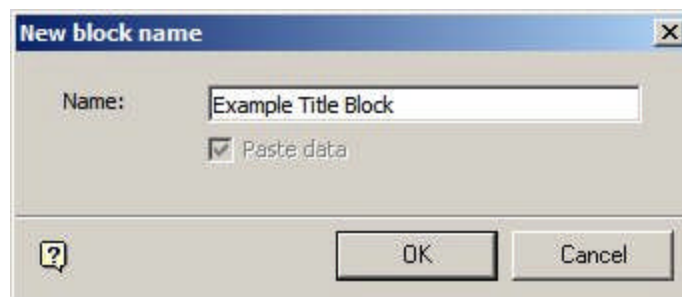 New block name
Name: Example Title Block
Paste data
OK Cancel